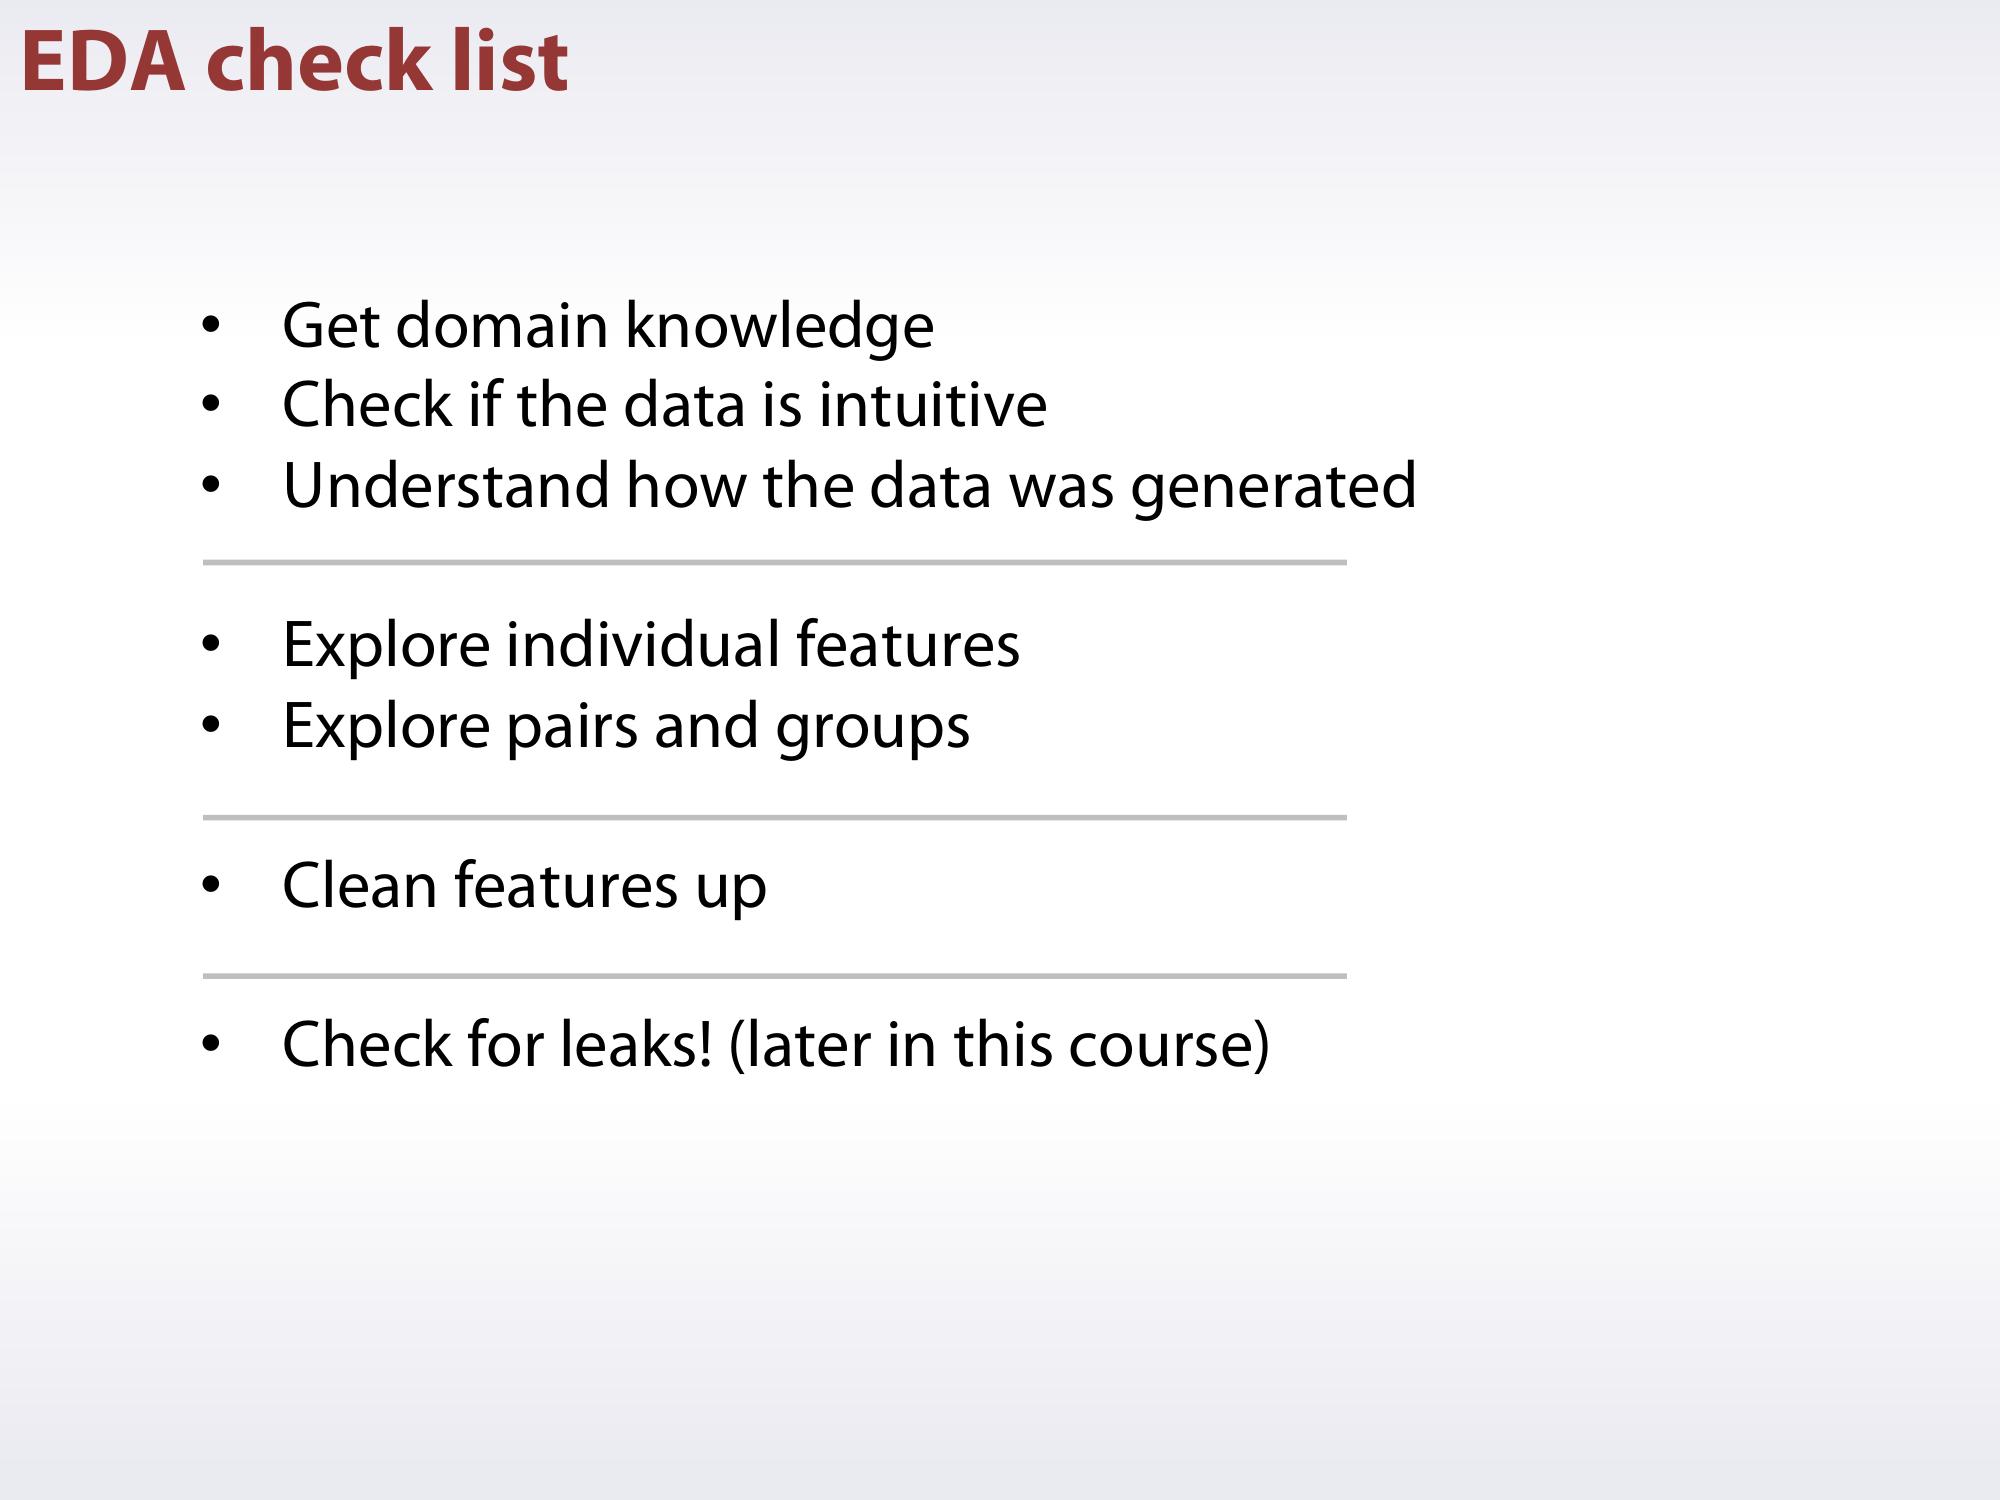 EDA check list
• Get domain knowledge
• Check if the data is intuitive
• Understand how the data was generated
• Explore individual features
• Explore pairs and groups
• Clean features up
• Check for leaks! (later in this course)